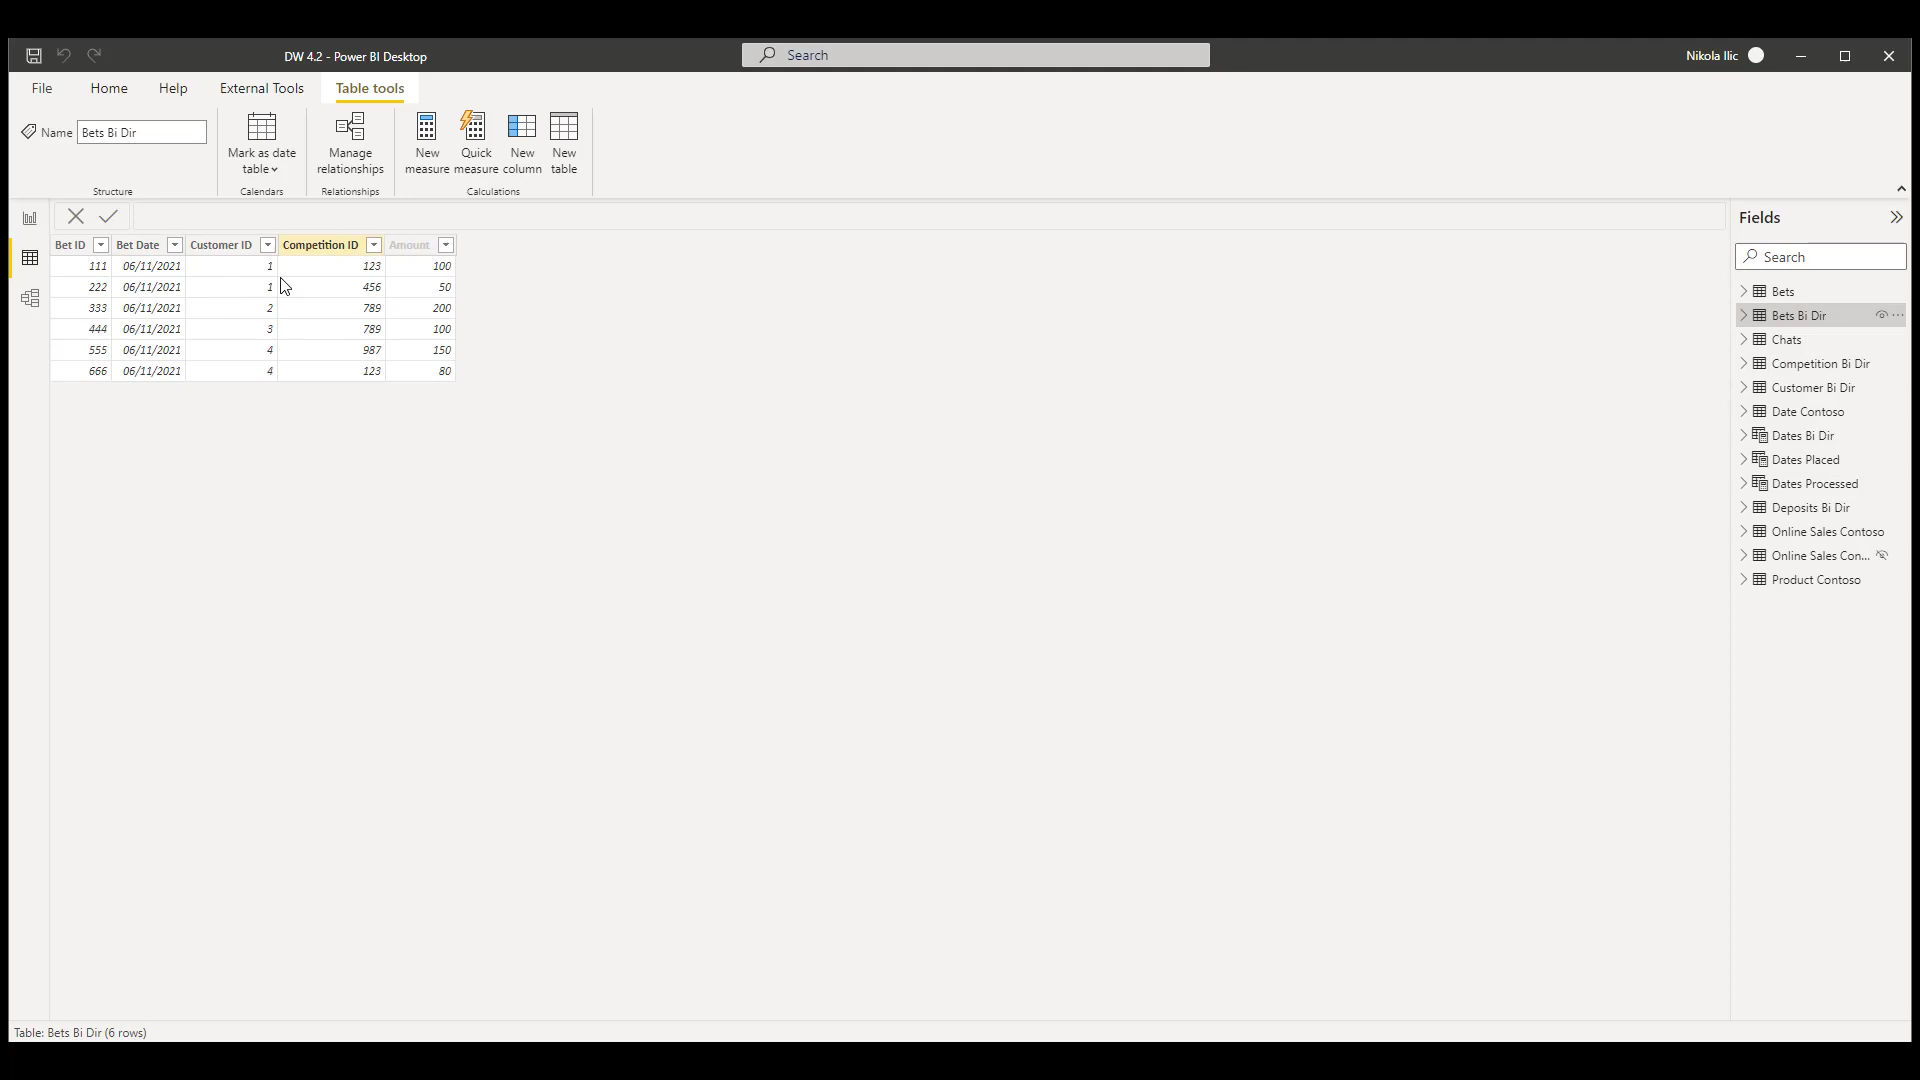 DW 4.2 - Power BI Desktop
Search
Nikola Ilic
File Home Help External Tools Table tools
Name Bets Bi Dir
Mark as date
table
Manage
relationships
New
measure
Quick
measure
New
column
New
table
Structure Calendars Relationships Calculations
Bet ID Bet Date Customer ID Competition ID Amount
111 06/11/2021 1 123 100
222 06/11/2021 1 456 50
333 06/11/2021 2 789 200
444 06/11/2021 3 789 100
555 06/11/2021 4 987 150
666 06/11/2021 4 123 80
Fields
Search
Bets
Bets Bi Dir
Chats
Competition Bi Dir
Customer Bi Dir
Date Contoso
Dates Bi Dir
Dates Placed
Dates Processed
Deposits Bi Dir
Online Sales Contoso
Online Sales Con...
Product Contoso
Table: Bets Bi Dir (6 rows)